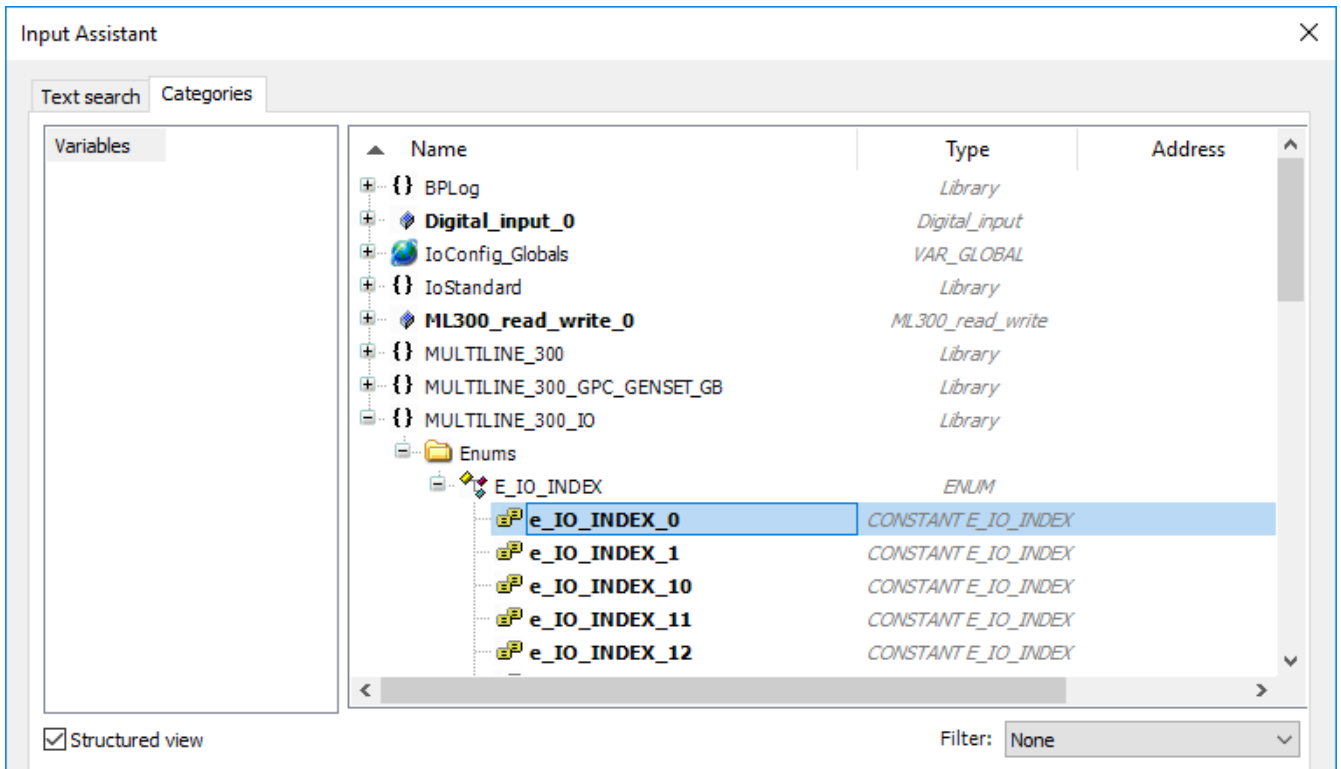 Input Assistant
Text search Categories
Variables
Name Type Address
{} BPLog Library
Digital_input_0 Digital_input
IoConfig_Globals VAR_GLOBAL
{} IoStandard Library
ML300_read_write_0 ML300_read_write
{} MULTILINE_300 Library
{} MULTILINE_300_GPC_GENSET_GB Library
{} MULTILINE_300_IO Library
Enums
E_IO_INDEX ENUM
e_IO_INDEX_0 CONSTANT E_IO_INDEX
e_IO_INDEX_1 CONSTANT E_IO_INDEX
e_IO_INDEX_10 CONSTANT E_IO_INDEX
e_IO_INDEX_11 CONSTANT E_IO_INDEX
e_IO_INDEX_12 CONSTANT E_IO_INDEX
Structured view Filter: None